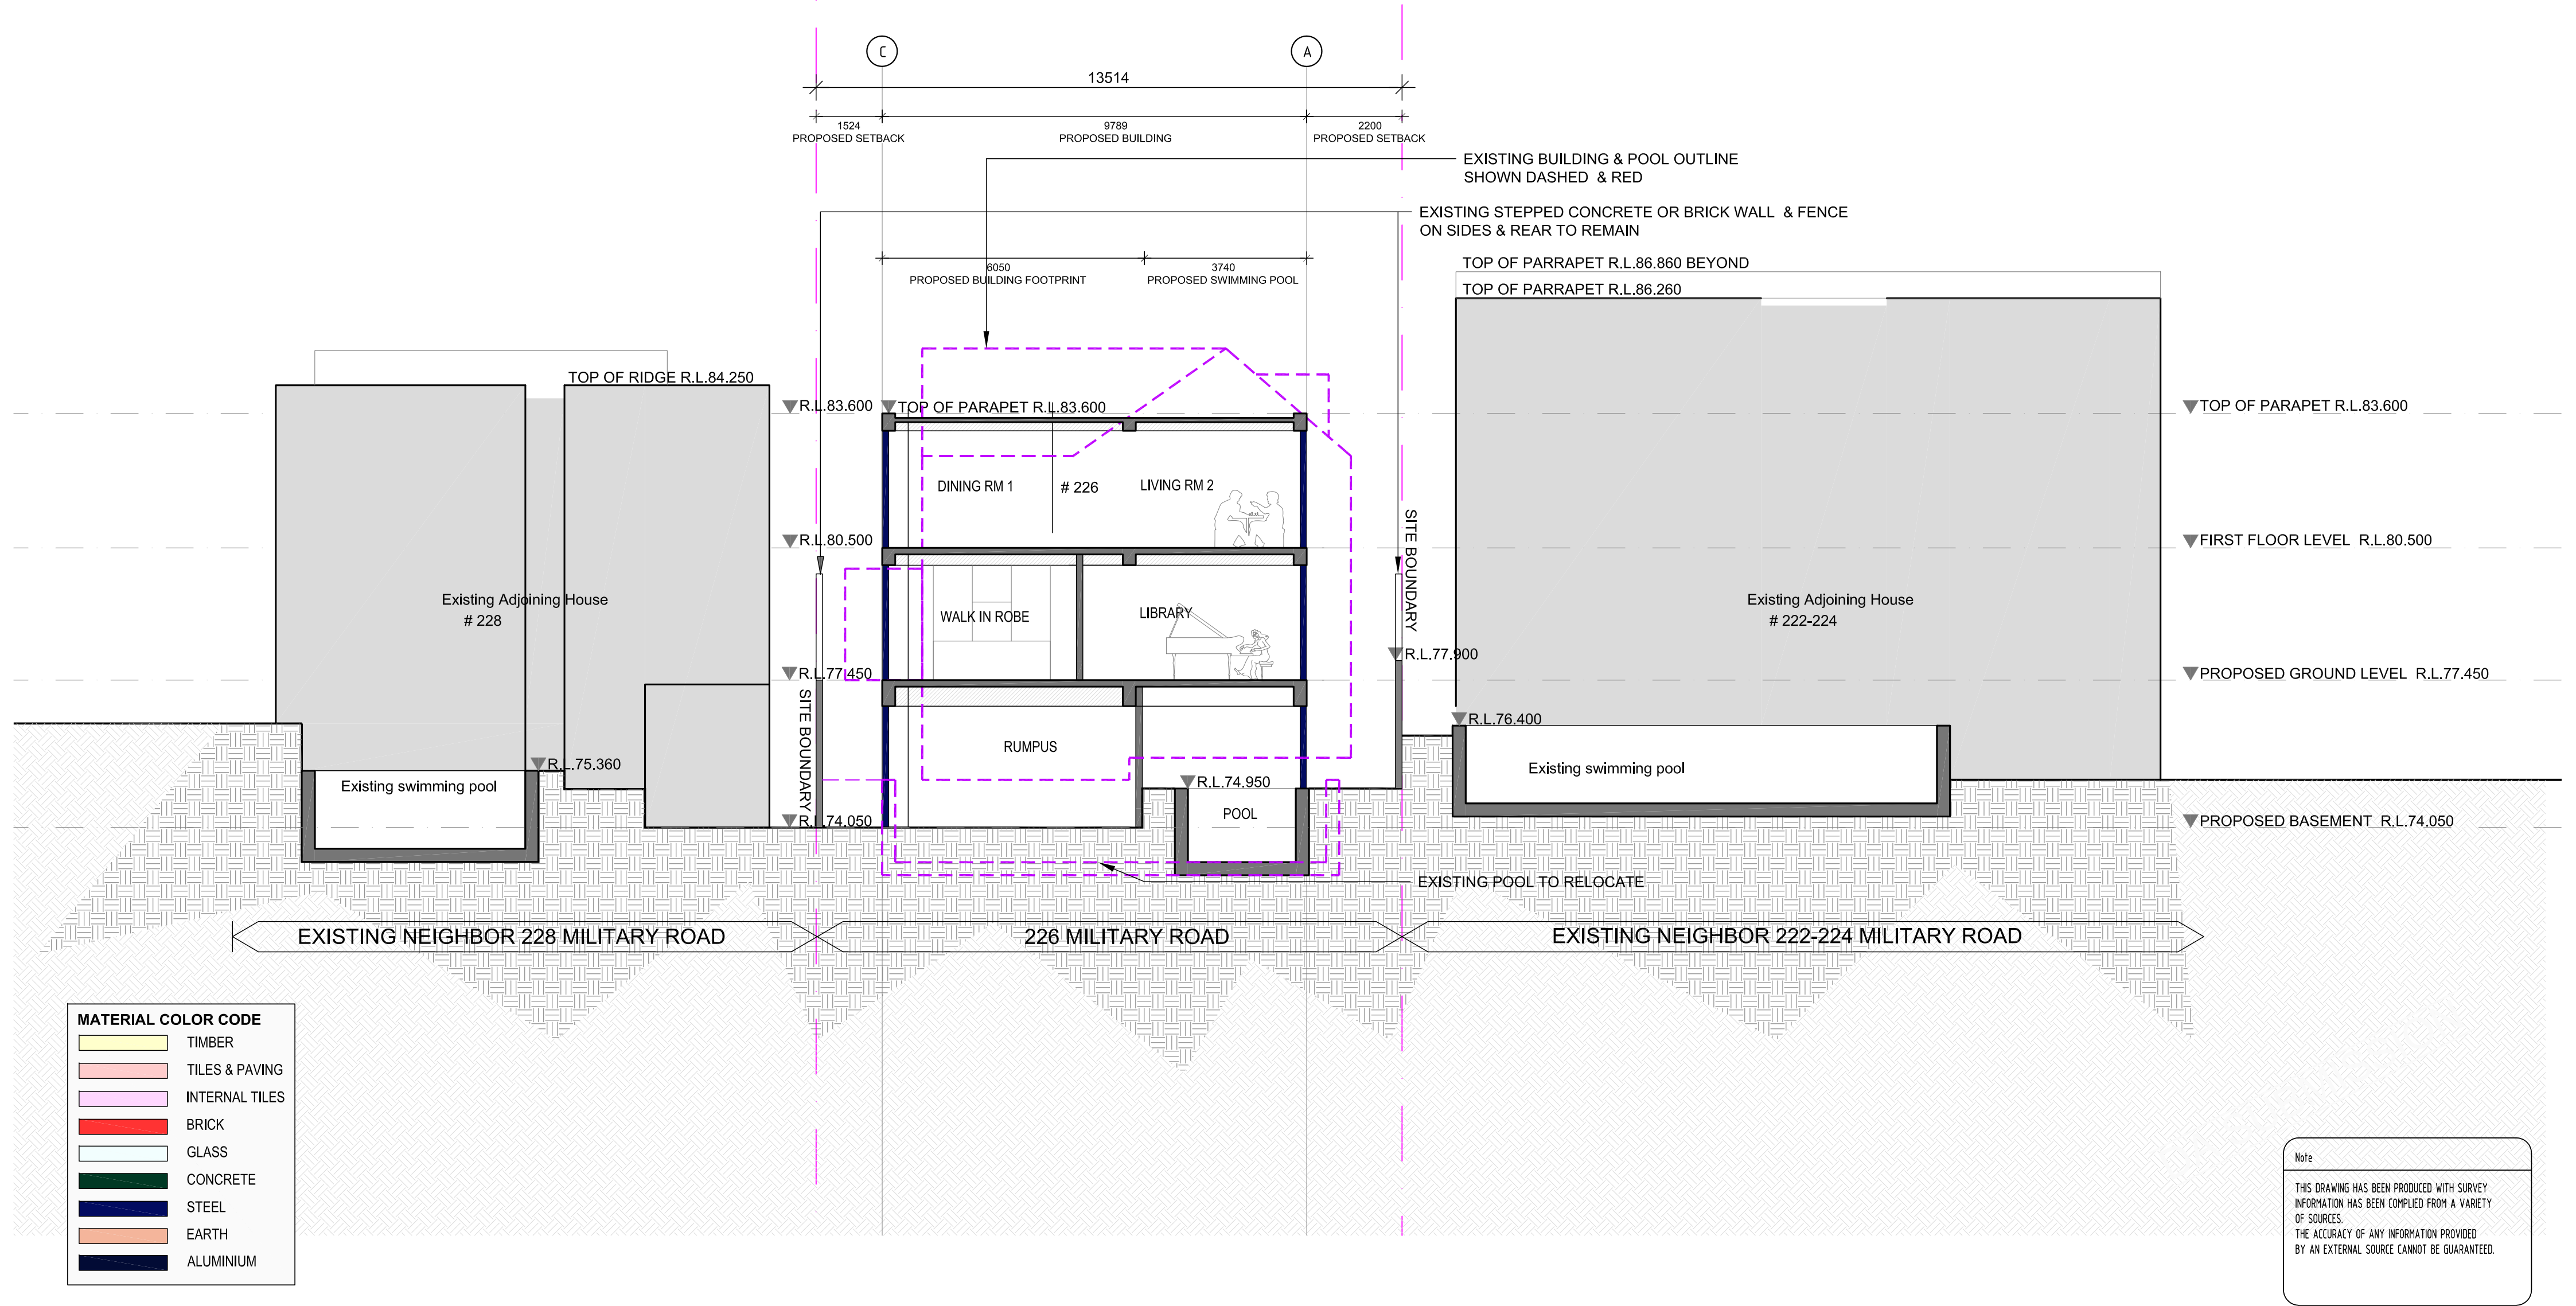 C
A
13514
1524
PROPOSED SETBACK
9789
PROPOSED BUILDING
2200
PROPOSED SETBACK
EXISTING BUILDING & POOL OUTLINE
SHOWN DASHED & RED
EXISTING STEPPED CONCRETE OR BRICK WALL & FENCE
ON SIDES & REAR TO REMAIN
6050
PROPOSED BUILDING FOOTPRINT
3740
PROPOSED SWIMMING POOL
TOP OF PARRAPET R.L.86.860 BEYOND
TOP OF PARRAPET R.L.86.260
TOP OF RIDGE R.L.84.250
R.L.83.600
TOP OF PARAPET R.L.83.600
TOP OF PARAPET R.L.83.600
DINING RM 1
# 226
LIVING RM 2
R.L.80.500
FIRST FLOOR LEVEL R.L.80.500
SITE BOUNDARY
Existing Adjoining House
# 228
WALK IN ROBE
LIBRARY
Existing Adjoining House
# 222-224
R.L.77.900
R.L.77.450
PROPOSED GROUND LEVEL R.L.77.450
SITE BOUNDARY
R.L.76.400
RUMPUS
R.L.75.360
Existing swimming pool
Existing swimming pool
R.L.74.950
POOL
R.L.74.050
PROPOSED BASEMENT R.L.74.050
EXISTING POOL TO RELOCATE
EXISTING NEIGHBOR 228 MILITARY ROAD
226 MILITARY ROAD
EXISTING NEIGHBOR 222-224 MILITARY ROAD
MATERIAL COLOR CODE
TIMBER
TILES & PAVING
INTERNAL TILES
BRICK
GLASS
CONCRETE
STEEL
EARTH
ALUMINIUM
Note
THIS DRAWING HAS BEEN PRODUCED WITH SURVEY
INFORMATION HAS BEEN COMPLIED FROM A VARIETY
OF SOURCES.
THE ACCURACY OF ANY INFORMATION PROVIDED
BY AN EXTERNAL SOURCE CANNOT BE GUARANTEED.